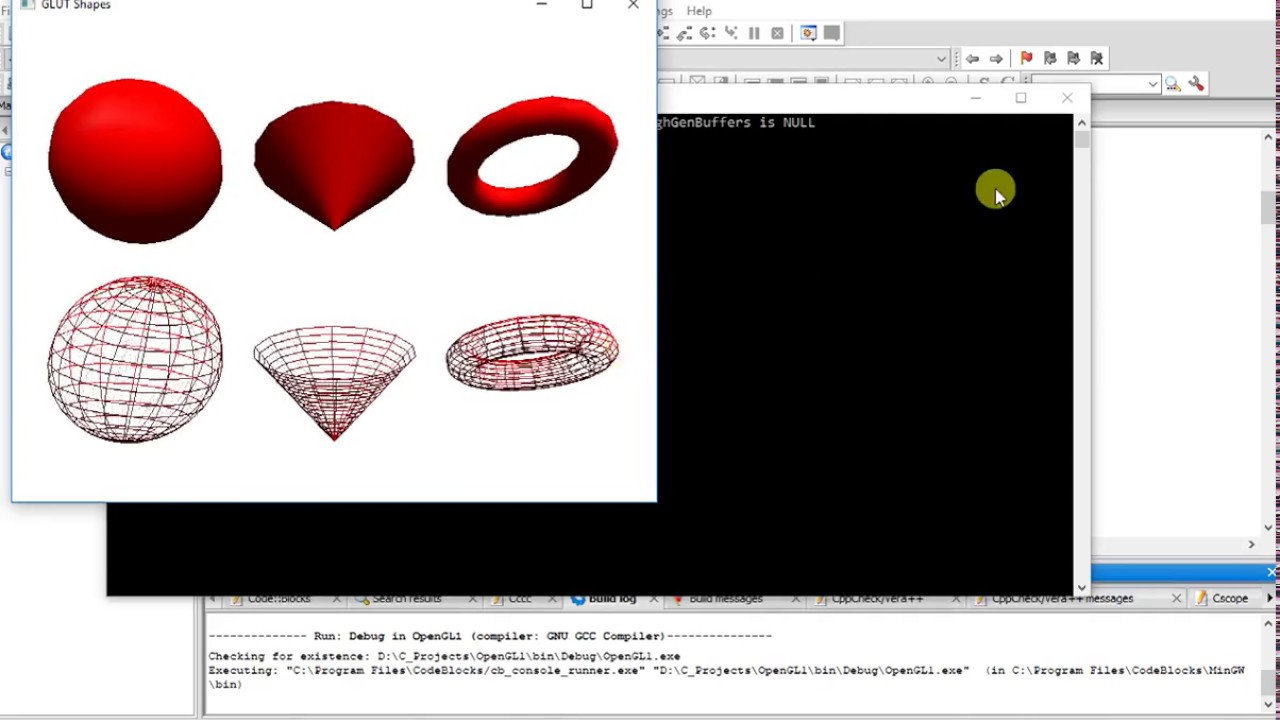 GLUT Shapes
Help
ghGenBuffers is NULL
Code::Blocks
Search results
Cccc
Build log
Build messages
CppCheck/Vera++
CppCheck/Vera++ messages
Cscope
-------------- Run: Debug in OpenGL1 (compiler: GNU GCC Compiler)---------------
Checking for existence: D:\C_Projects\OpenGL1\bin\Debug\OpenGL1.exe
Executing: "C:\Program Files\CodeBlocks/cb_console_runner.exe" "D:\C_Projects\OpenGL1\bin\Debug\OpenGL1.exe"  (in C:\Program Files\CodeBlocks\MinGW
\bin)